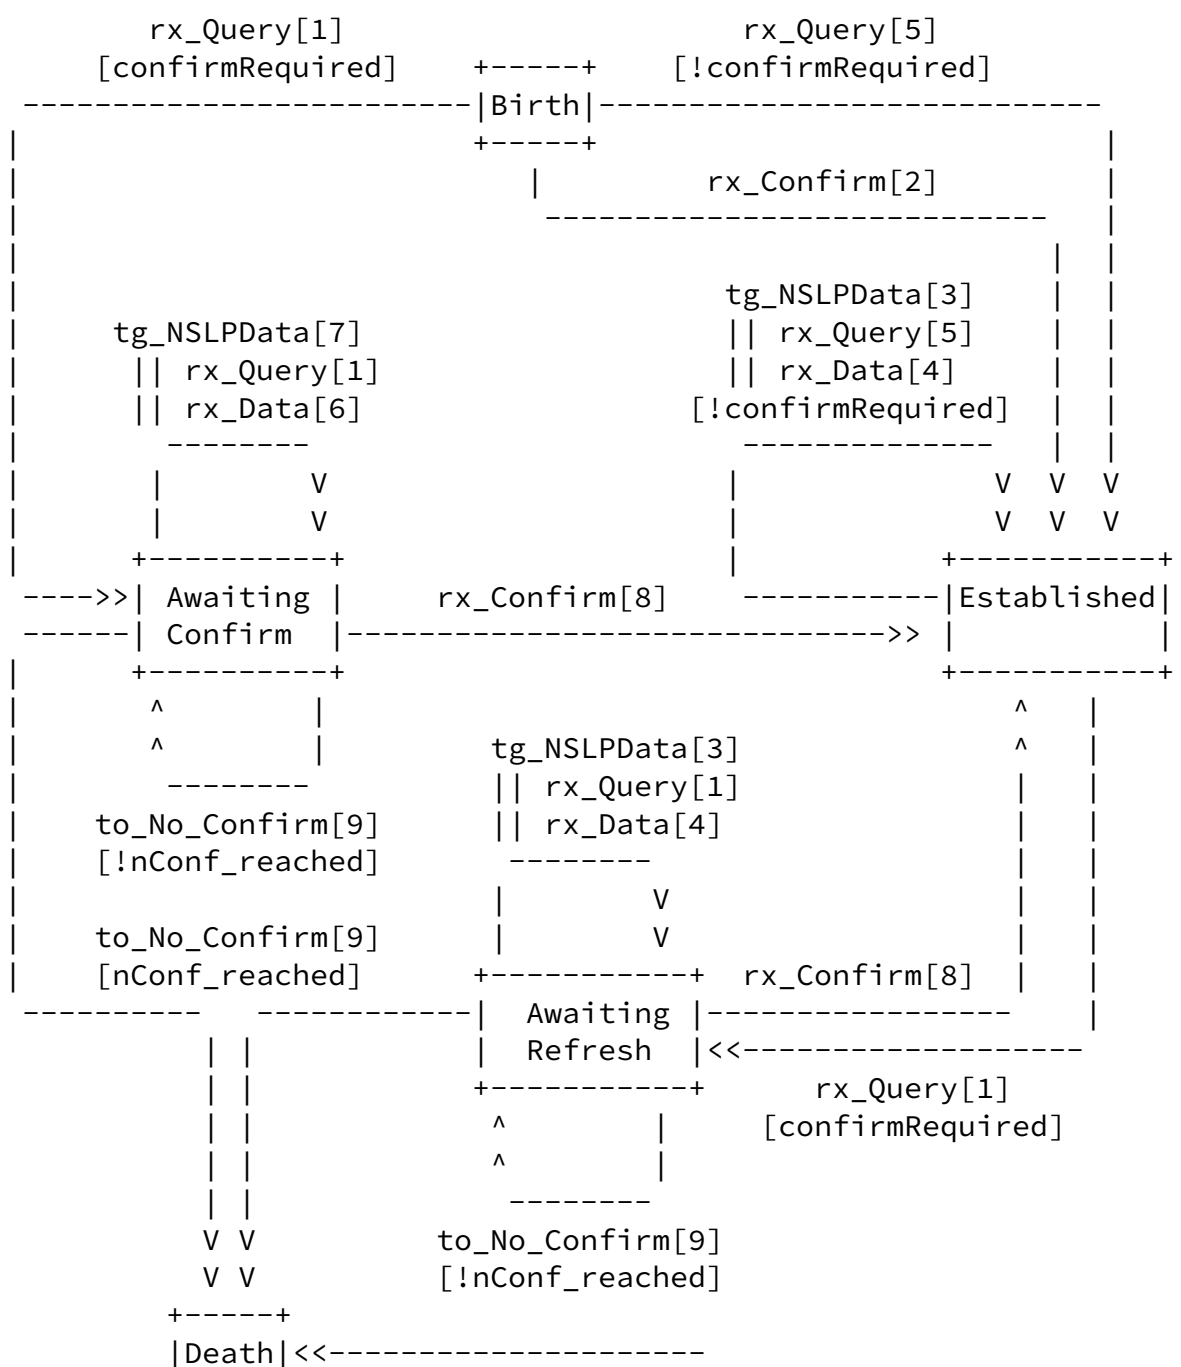 rx_Query[1] rx_Query[5]
[confirmRequired] [!confirmRequired]
Birth
rx_Confirm[2]
tg_NSLPData[3]
tg_NSLPData[7] || rx_Query[5]
|| rx_Query[1] || rx_Data[4]
|| rx_Data[6] [!confirmRequired]
Awaiting rx_Confirm[8] Established
Confirm
tg_NSLPData[3]
|| rx_Query[1]
to_No_Confirm[9] || rx_Data[4]
[!nConf_reached]
to_No_Confirm[9]
[nConf_reached] rx_Confirm[8]
Awaiting
Refresh
rx_Query[1]
[confirmRequired]
to_No_Confirm[9]
[!nConf_reached]
Death